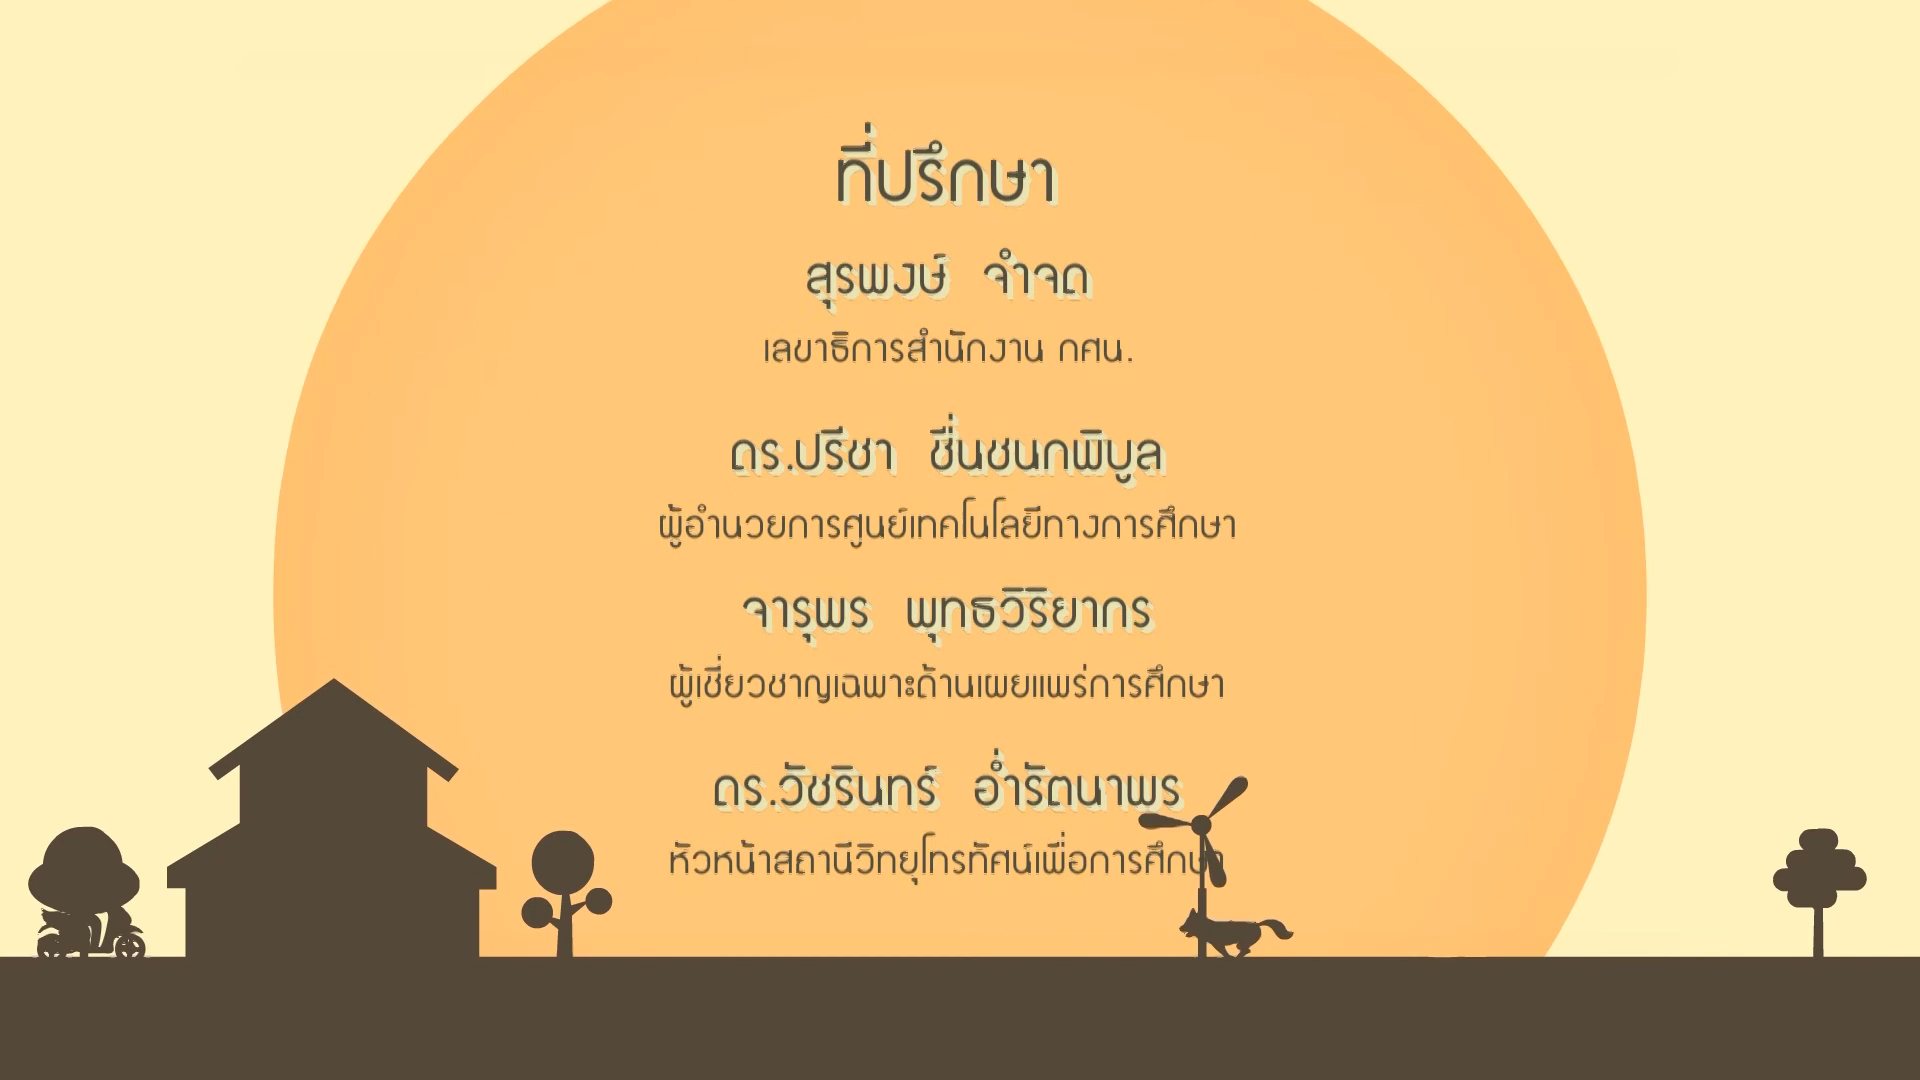 ที่ปรึกษา
สุรพงษ์ จำจด
เลขาธิการสำนักงาน กศน.
ดร.ปรีชา ชื่นชนกพิบูล
ผู้อำนวยการศูนย์เทคโนโลยีทางการศึกษา
จารุพร พุทธวิริยากร
ผู้เชี่ยวชาญเฉพาะด้านเผยแพร่การศึกษา
ดร.วัชรินทร์ อ่ำรัตนาพร
หัวหน้าสถานีวิทยุโทรทัศน์เพื่อการศึกษา